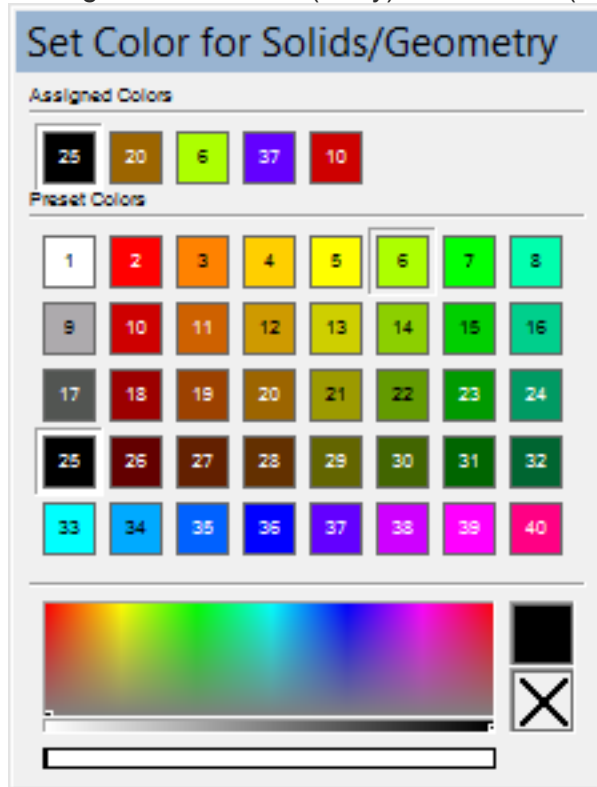 Set Color for Solids/Geometry
Assigned Colors
25 20 6 37 10
Preset Colors
1 2 3 4 5 6 7 8
9 10 11 12 13 14 15 16
17 18 19 20 21 22 23 24
25 26 27 28 29 30 31 32
33 34 35 36 37 38 39 40